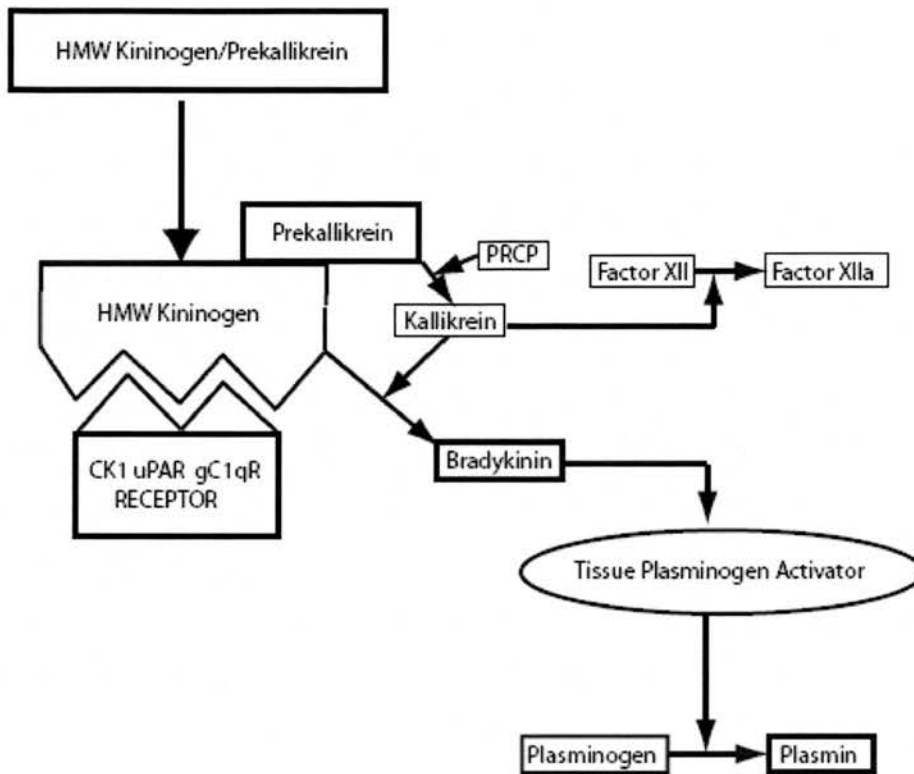 HMW Kininogen/Prekallikrein
Prekallikrein
PRCP
Factor XII
Factor XIIa
HMW Kininogen
Kallikrein
Bradykinin
CK1 uPAR gC1qR
RECEPTOR
Tissue Plasminogen Activator
Plasminogen
Plasmin